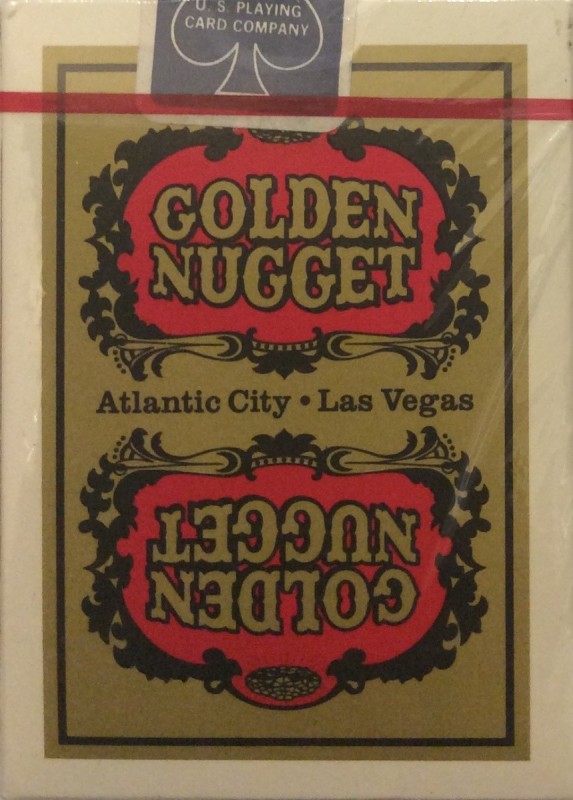 U. S. PLAYING
CARD COMPANY
GOLDEN
NUGGET
Atlantic City • Las Vegas
GOLDEN
NUGGET